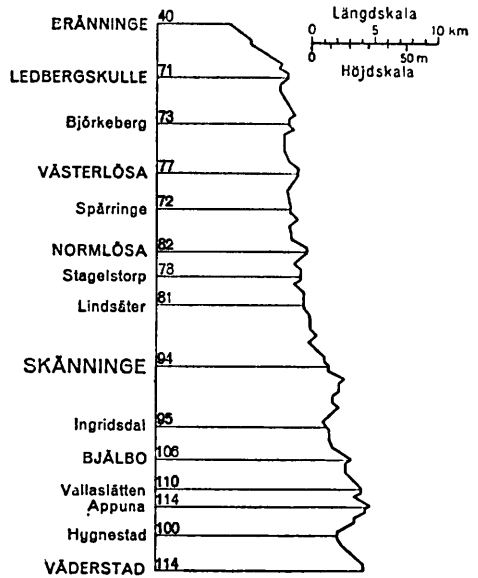 Längdskala
0 5 10 km
0 50 m
Höjdskala
BRÄNNINGE 40
LEDBERGSKULLE 71
Björkeberg 73
VÄSTERLÖSA 77
Spärringe 72
NORMLÖSA 82
Stagelstorp 78
Lindsäter 81
SKÄNNINGE 94
Ingridsdal 95
BJÄLBO 106
Vallaslätten 110
Appuna 114
Hygnestad 100
VÄDERSTAD 114